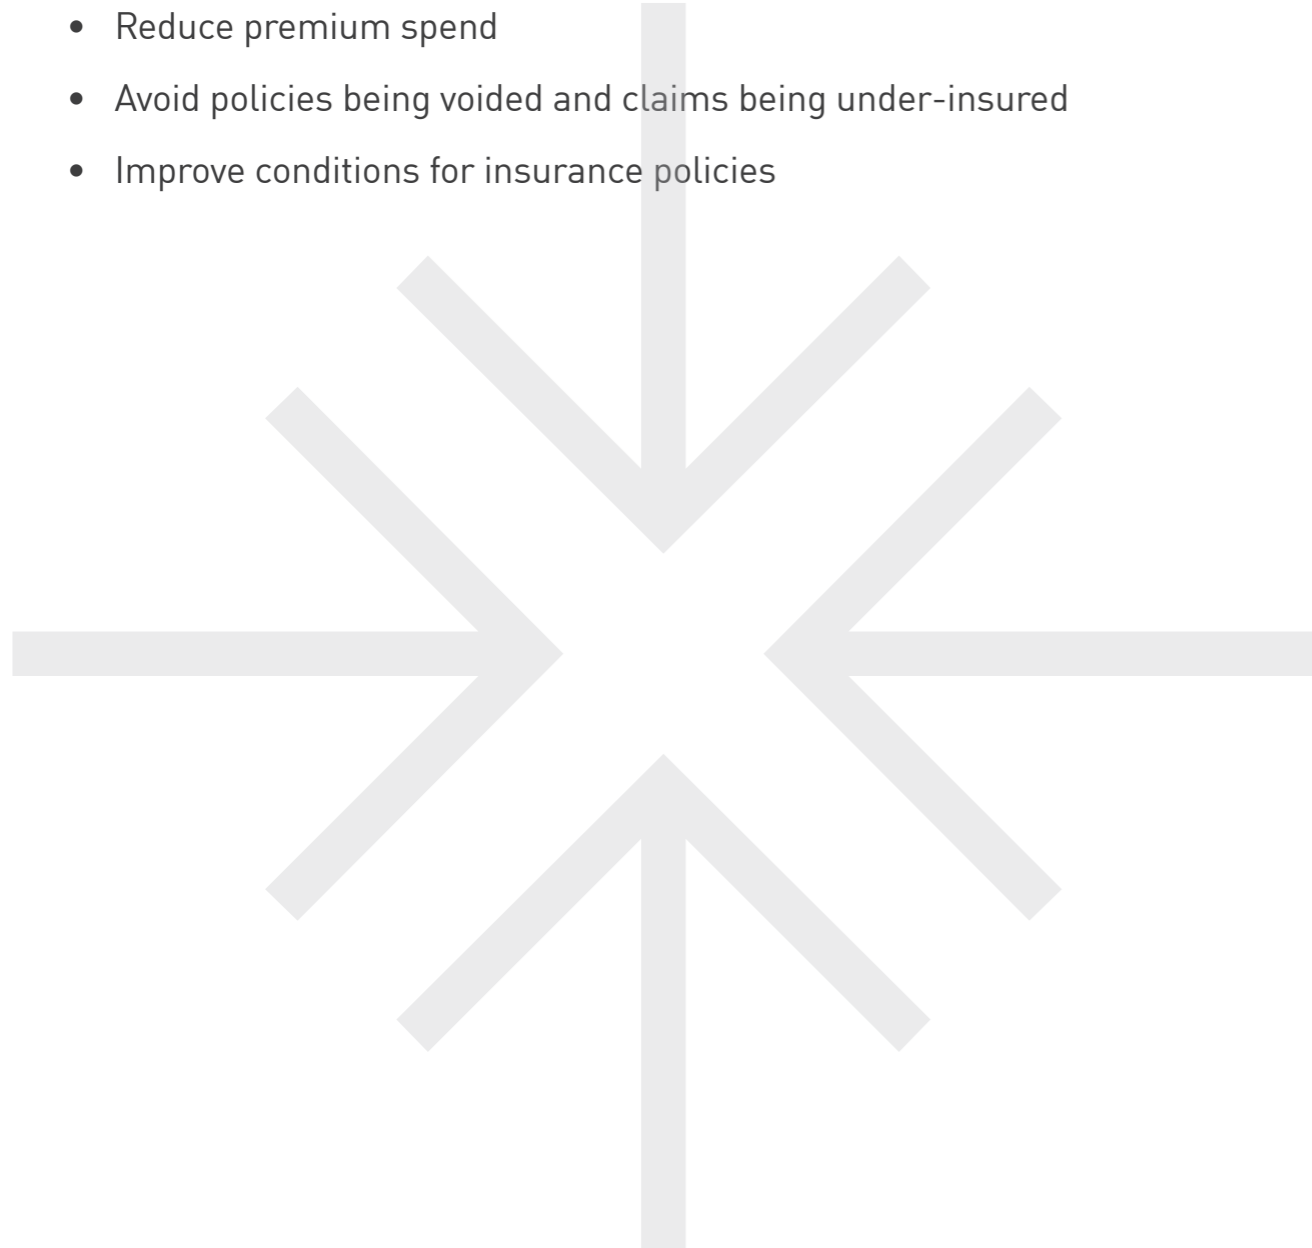 • Reduce premium spend
• Avoid policies being voided and claims being under-insured
• Improve conditions for insurance policies